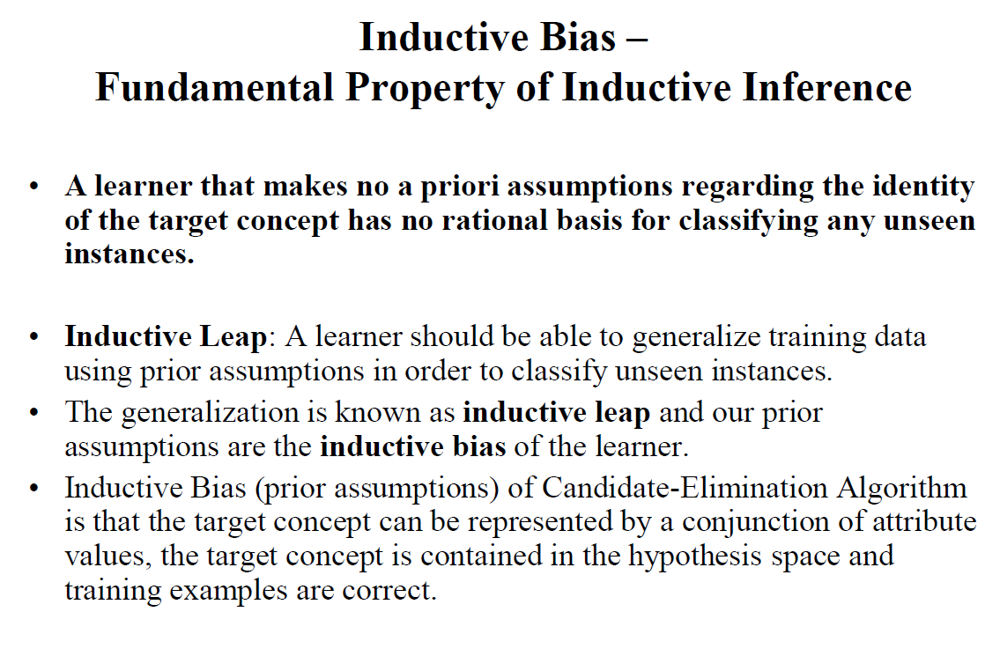 Inductive Bias –
Fundamental Property of Inductive Inference
• A learner that makes no a priori assumptions regarding the identity
of the target concept has no rational basis for classifying any unseen
instances.
• Inductive Leap: A learner should be able to generalize training data
using prior assumptions in order to classify unseen instances.
• The generalization is known as inductive leap and our prior
assumptions are the inductive bias of the learner.
• Inductive Bias (prior assumptions) of Candidate-Elimination Algorithm
is that the target concept can be represented by a conjunction of attribute
values, the target concept is contained in the hypothesis space and
training examples are correct.